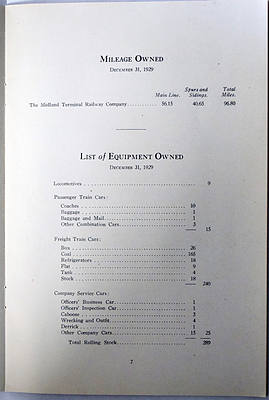 MILEAGE OWNED
DECEMBER 31, 1929
Main Line. Spurs and Sidings. Total Miles.
The Midland Terminal Railway Company 56.15 40.65 96.80
LIST of EQUIPMENT OWNED
DECEMBER 31, 1929
Locomotives 9
Passenger Train Cars:
Coaches 10
Baggage 1
Baggage and Mail 1
Other Combination Cars 3
15
Freight Train Cars:
Box 26
Coal 165
Refrigerators 18
Flat 9
Tank 4
Stock 18
240
Company Service Cars:
Officers' Business Car 1
Officers' Inspection Car 1
Caboose 3
Wrecking and Outfit 4
Derrick 1
Other Company Cars 15 25
Total Rolling Stock 289
7